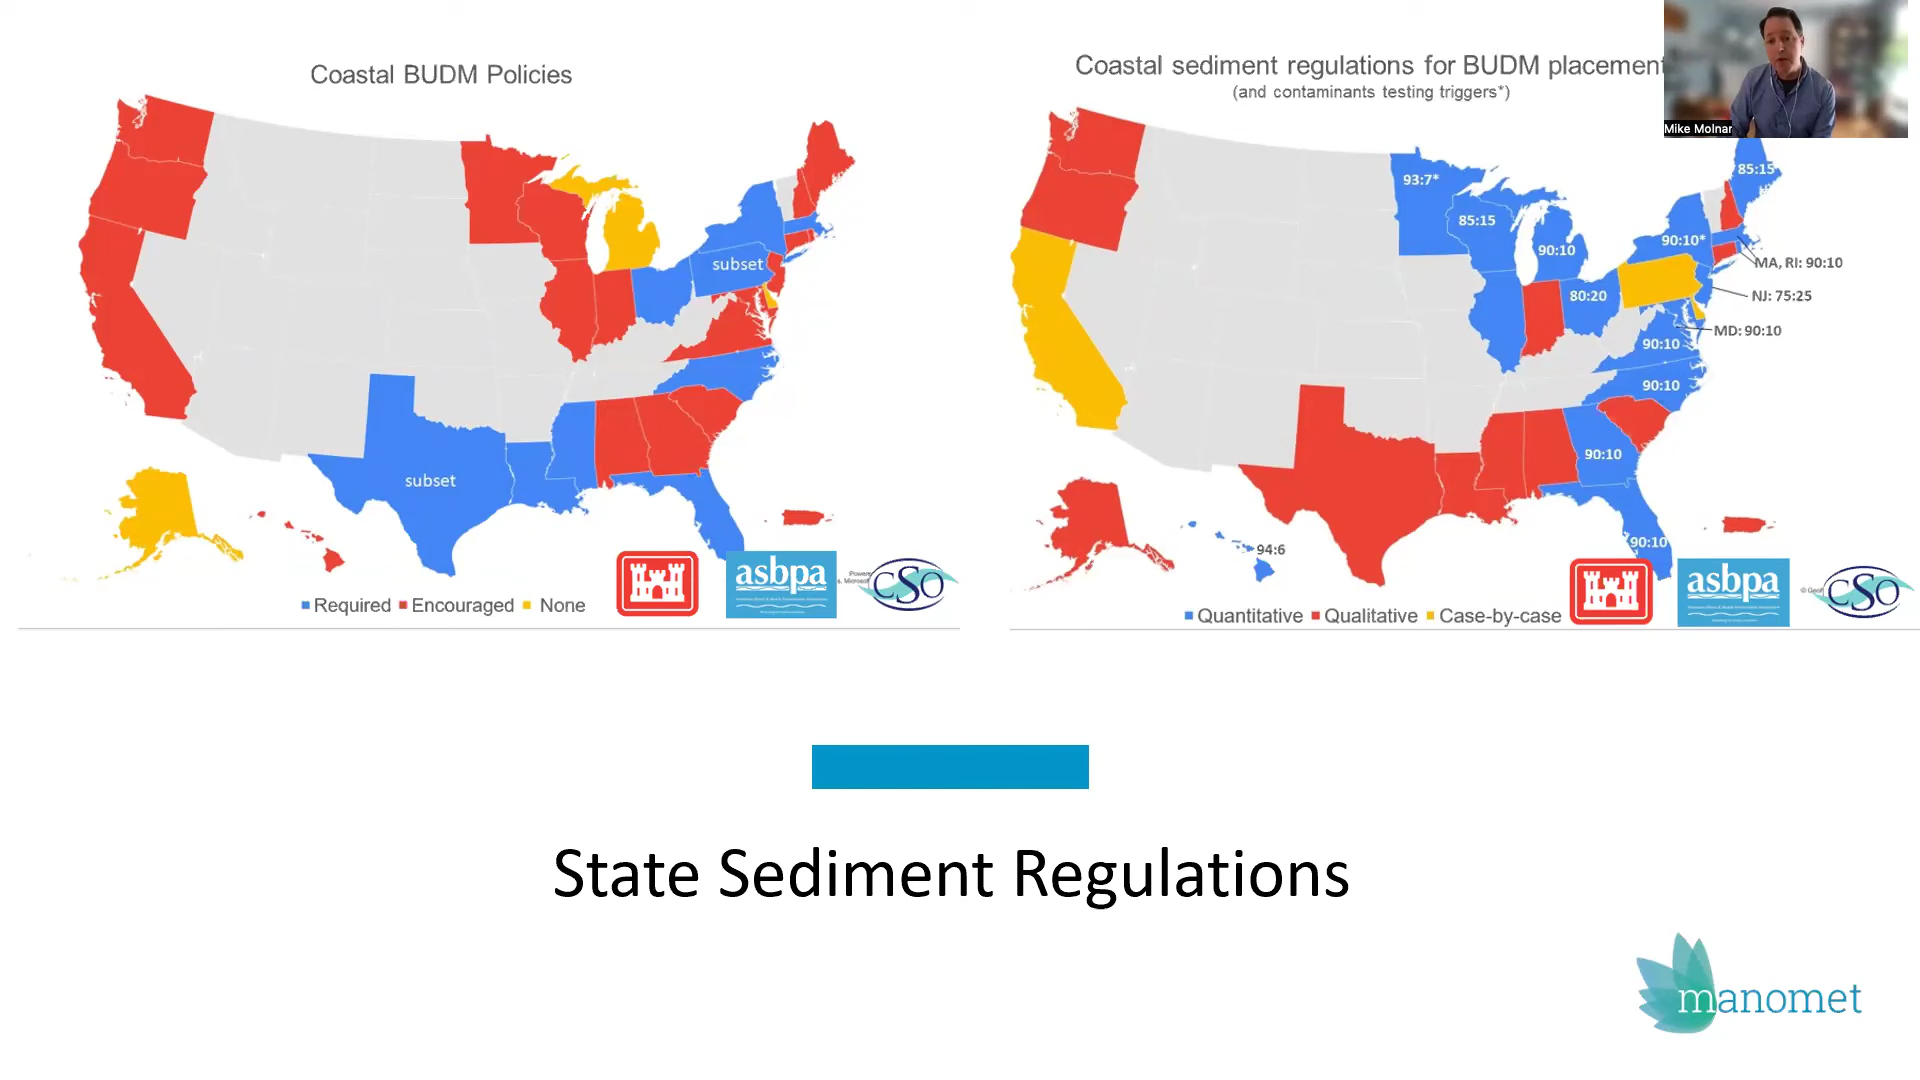 Coastal BUDM Policies
subset
subset
Required Encouraged None
asbpa
CSO
Coastal sediment regulations for BUDM placement
(and contaminants testing triggers*)
Mike Molnar
93:7*
85:15
85:15
90:10
90:10*
MA, RI: 90:10
80:20
NJ: 75:25
MD: 90:10
90:10
90:10
90:10
90:10
94:6
Quantitative Qualitative Case-by-case
asbpa
CSO
State Sediment Regulations
manomet